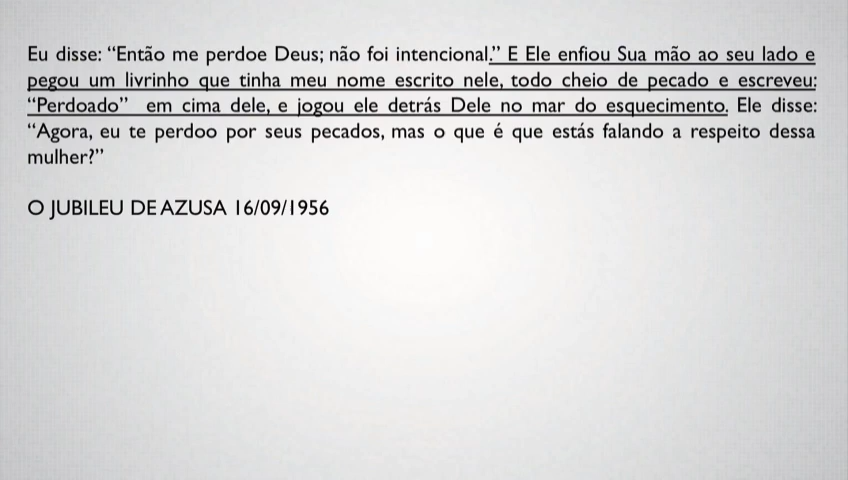 Eu disse: “Então me perdoe Deus; não foi intencional.” E Ele enfiou Sua mão ao seu lado e
pegou um livrinho que tinha meu nome escrito nele, todo cheio de pecado e escreveu:
“Perdoado” em cima dele, e jogou ele detrás Dele no mar do esquecimento. Ele disse:
“Agora, eu te perdoo por seus pecados, mas o que é que estás falando a respeito dessa
mulher?”
O JUBILEU DE AZUSA 16/09/1956